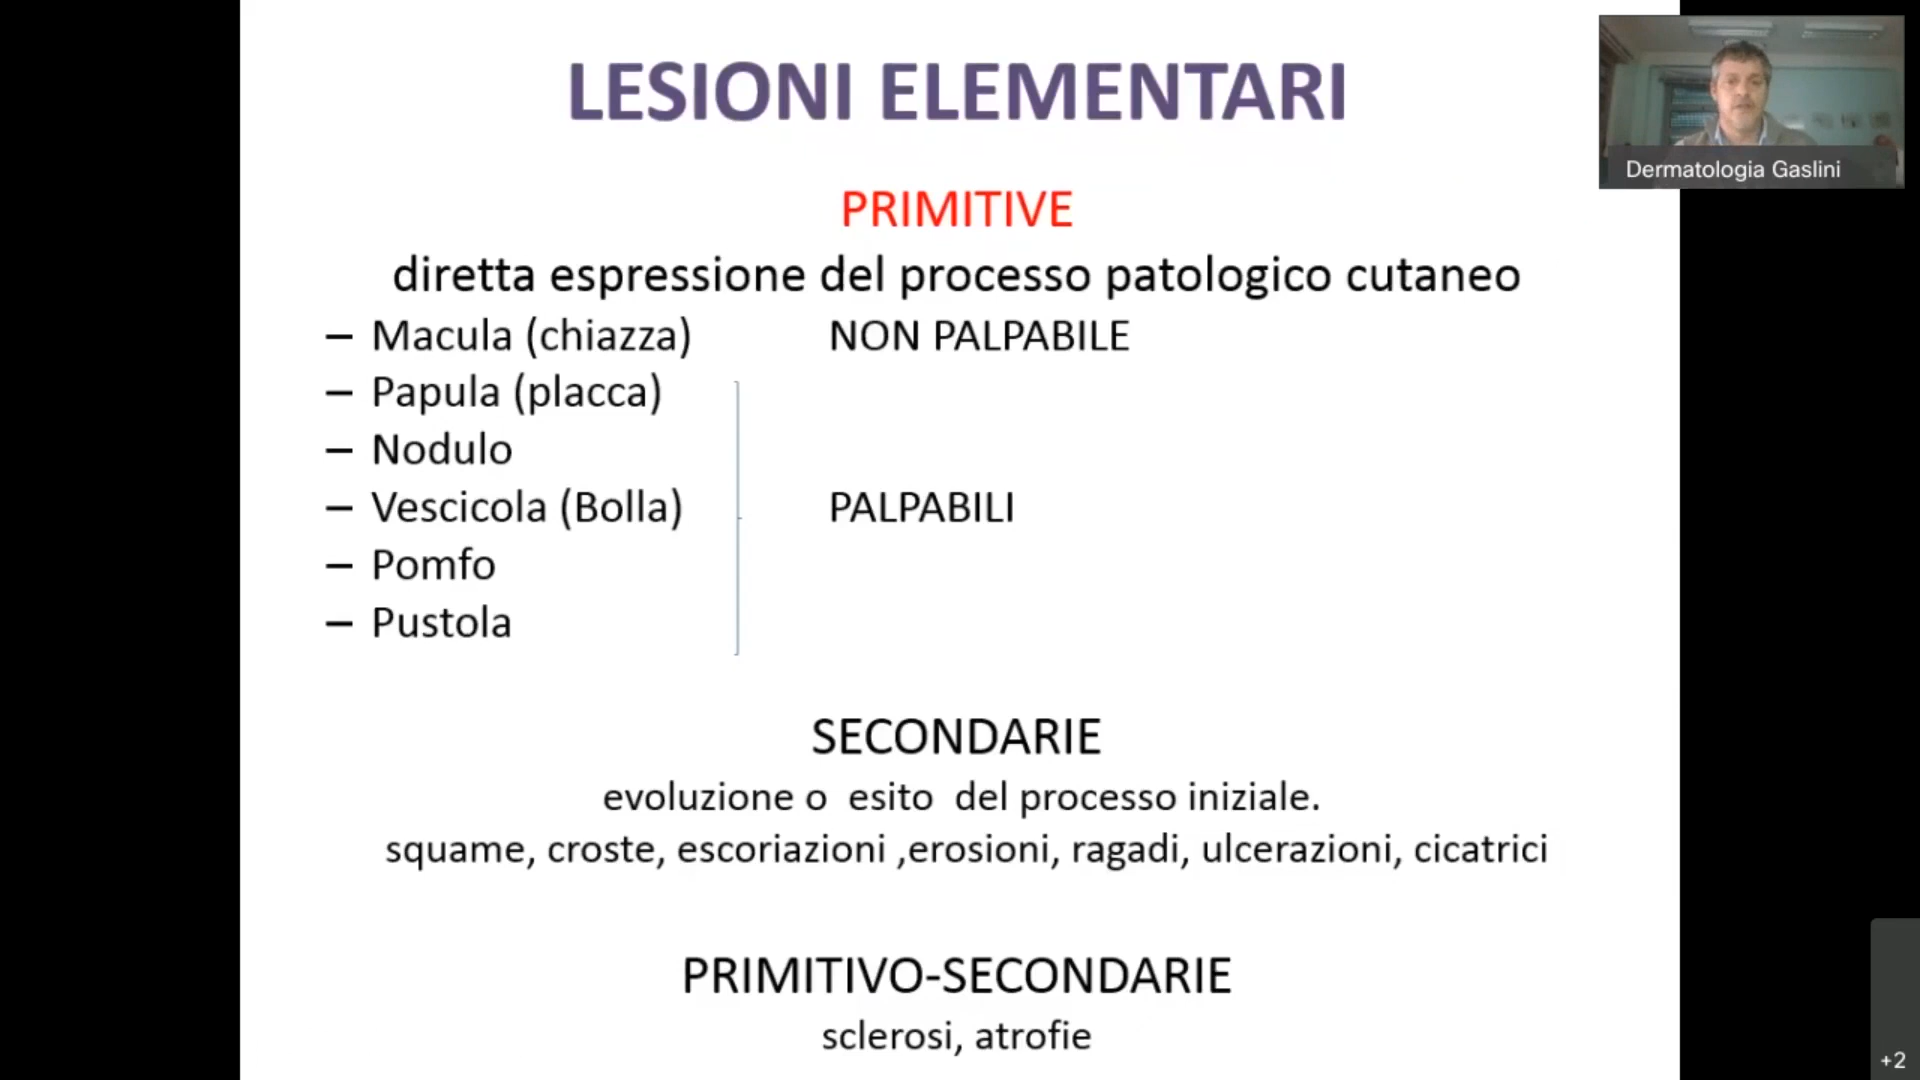 LESIONI ELEMENTARI
Dermatologia Gaslini
PRIMITIVE
diretta espressione del processo patologico cutaneo
– Macula (chiazza) NON PALPABILE
– Papula (placca)
– Nodulo
– Vescicola (Bolla) PALPABILI
– Pomfo
– Pustola
SECONDARIE
evoluzione o esito del processo iniziale.
squame, croste, escoriazioni ,erosioni, ragadi, ulcerazioni, cicatrici
PRIMITIVO-SECONDARIE
sclerosi, atrofie
+2